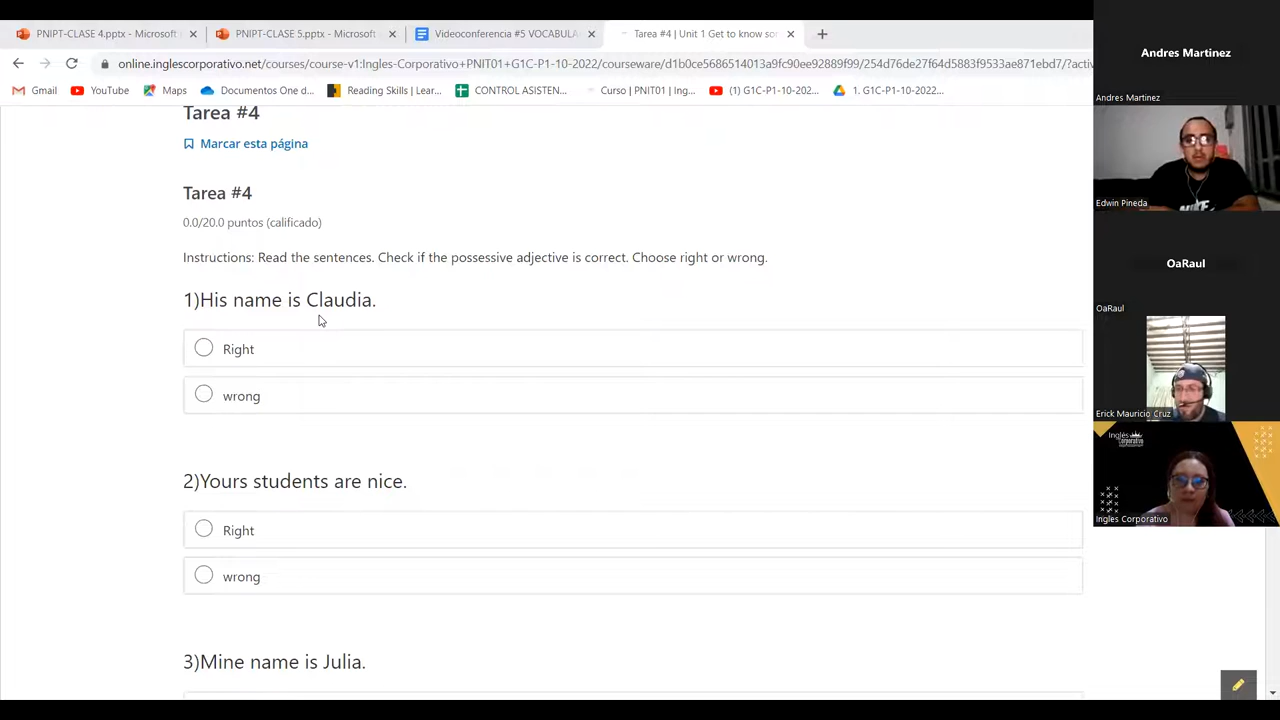 PNIPT-CLASE 4.pptx - Microsoft
PNIPT-CLASE 5.pptx - Microsoft
Videoconferencia #5 VOCABULA
Tarea #4 | Unit 1 Get to know sor
online.inglescorporativo.net/courses/course-v1:Ingles-Corporativo+PNIT01+G1C-P1-10-2022/courseware/d1b0ce5686514013a9fc90ee92889f99/254d76de27f64d5883f9533ae871ebd7/?activ
Gmail
YouTube
Maps
Documentos One d...
Reading Skills | Lear...
CONTROL ASISTEN...
Curso | PNIT01 | Ing...
(1) G1C-P1-10-202...
1. G1C-P1-10-2022...
Tarea #4
Marcar esta página
Tarea #4
0.0/20.0 puntos (calificado)
Instructions: Read the sentences. Check if the possessive adjective is correct. Choose right or wrong.
1)His name is Claudia.
Right
wrong
2)Yours students are nice.
Right
wrong
3)Mine name is Julia.
Andres Martinez
Andres Martinez
Edwin Pineda
OaRaul
OaRaul
Erick Mauricio Cruz
Inglés
Corporativo
Ingles Corporativo